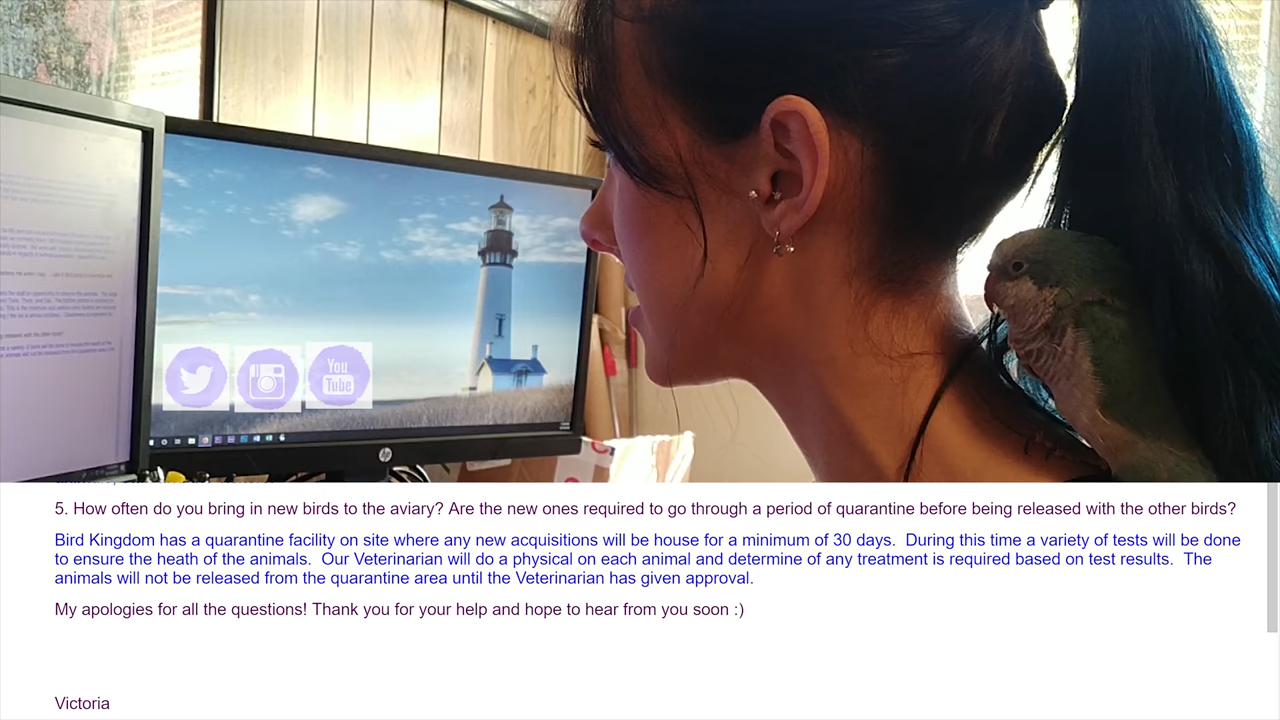 You
Tube
hp
5. How often do you bring in new birds to the aviary? Are the new ones required to go through a period of quarantine before being released with the other birds?
Bird Kingdom has a quarantine facility on site where any new acquisitions will be house for a minimum of 30 days. During this time a variety of tests will be done
to ensure the heath of the animals. Our Veterinarian will do a physical on each animal and determine of any treatment is required based on test results. The
animals will not be released from the quarantine area until the Veterinarian has given approval.
My apologies for all the questions! Thank you for your help and hope to hear from you soon :)
Victoria